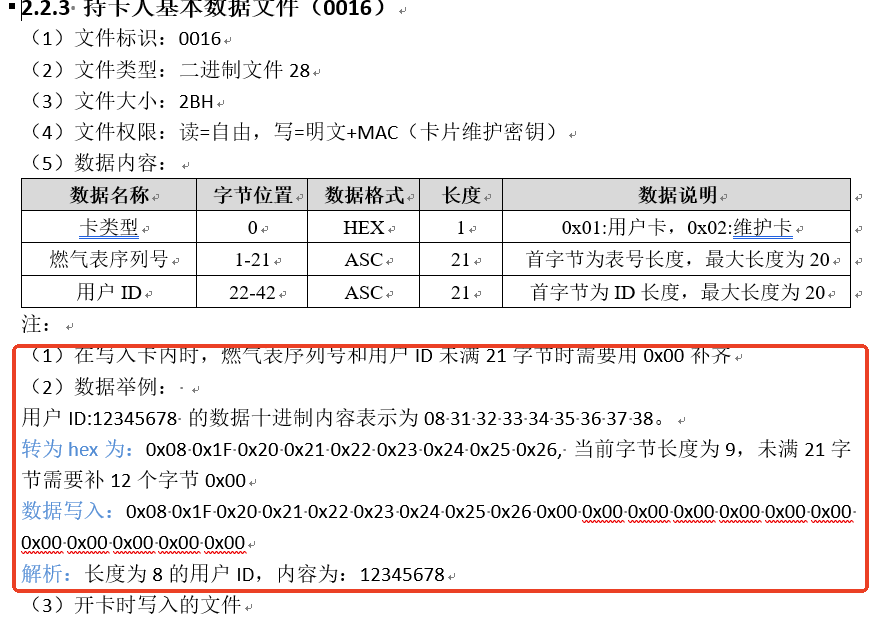 2.2.3 持卡人基本数据文件（0016）
（1）文件标识：0016
（2）文件类型：二进制文件 28
（3）文件大小：2BH
（4）文件权限：读=自由，写=明文+MAC（卡片维护密钥）
（5）数据内容：
数据名称 字节位置 数据格式 长度 数据说明
卡类型 0 HEX 1 0x01:用户卡，0x02:维护卡
燃气表序列号 1-21 ASC 21 首字节为表号长度，最大长度为 20
用户 ID 22-42 ASC 21 首字节为 ID 长度，最大长度为 20
注：
（1）在写入卡内时，燃气表序列号和用户 ID 未满 21 字节时需要用 0x00 补齐
（2）数据举例：
用户 ID:12345678 的数据十进制内容表示为 08 31 32 33 34 35 36 37 38。
转为 hex 为：0x08 0x1F 0x20 0x21 0x22 0x23 0x24 0x25 0x26, 当前字节长度为 9，未满 21 字
节需要补 12 个字节 0x00
数据写入：0x08 0x1F 0x20 0x21 0x22 0x23 0x24 0x25 0x26 0x00 0x00 0x00 0x00 0x00 0x00 0x00
0x00 0x00 0x00 0x00 0x00
解析：长度为 8 的用户 ID，内容为：12345678
（3）开卡时写入的文件